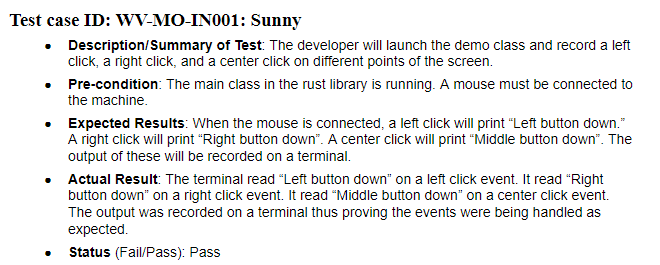 Test case ID: WV-MO-IN001: Sunny
• Description/Summary of Test: The developer will launch the demo class and record a left
click, a right click, and a center click on different points of the screen.
• Pre-condition: The main class in the rust library is running. A mouse must be connected to
the machine.
• Expected Results: When the mouse is connected, a left click will print “Left button down.”
A right click will print “Right button down”. A center click will print “Middle button down”. The
output of these will be recorded on a terminal.
• Actual Result: The terminal read “Left button down” on a left click event. It read “Right
button down” on a right click event. It read “Middle button down” on a center click event.
The output was recorded on a terminal thus proving the events were being handled as
expected.
• Status (Fail/Pass): Pass